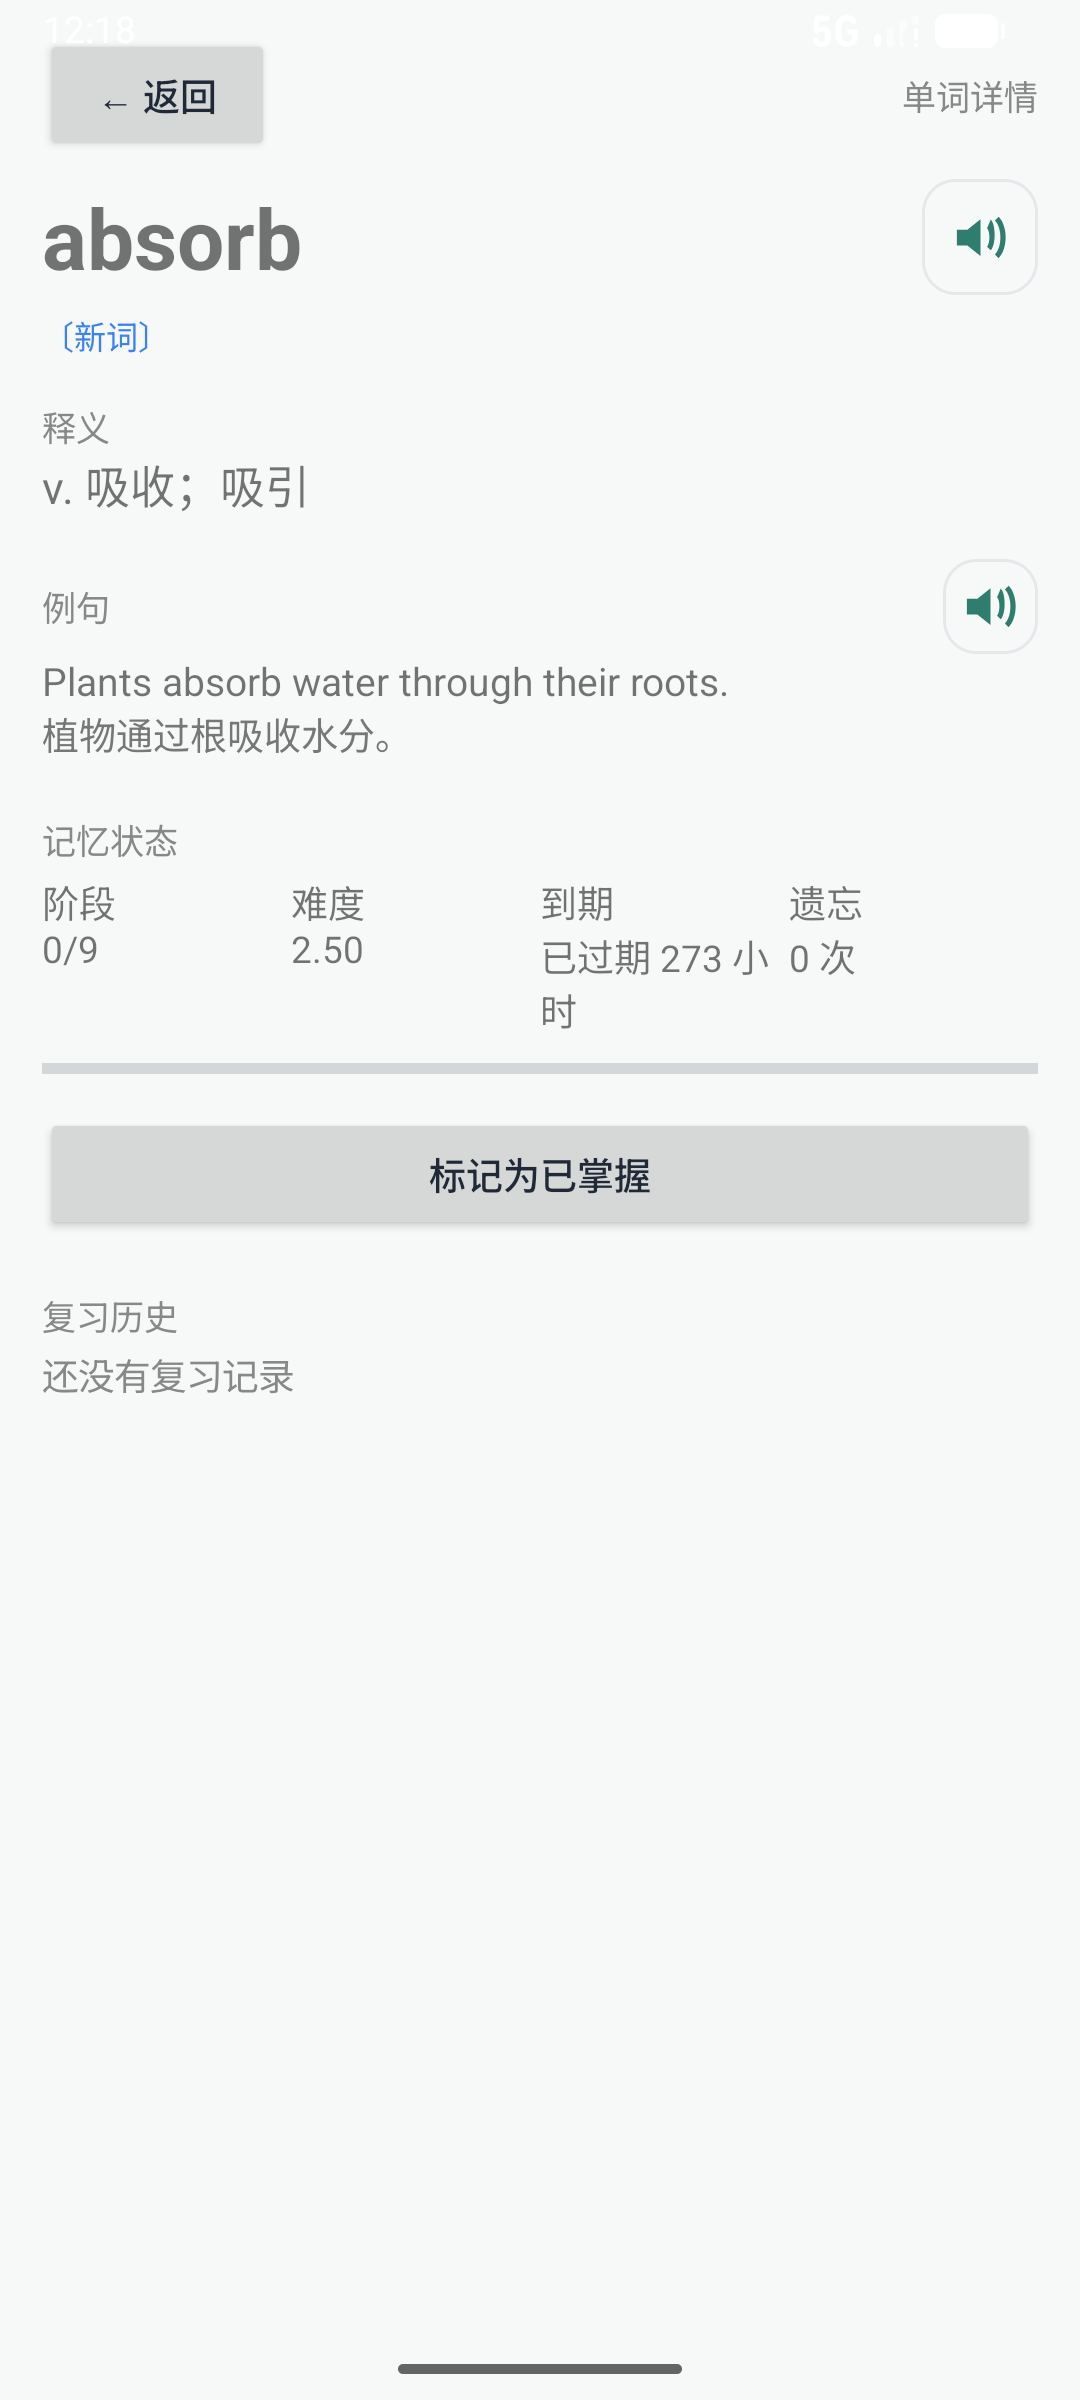 12:18 5G
← 返回 单词详情
absorb
〔新词〕
释义
v. 吸收；吸引
例句
Plants absorb water through their roots.
植物通过根吸收水分。
记忆状态
阶段 难度 到期 遗忘
0/9 2.50 已过期 273 小时 0 次
标记为已掌握
复习历史
还没有复习记录